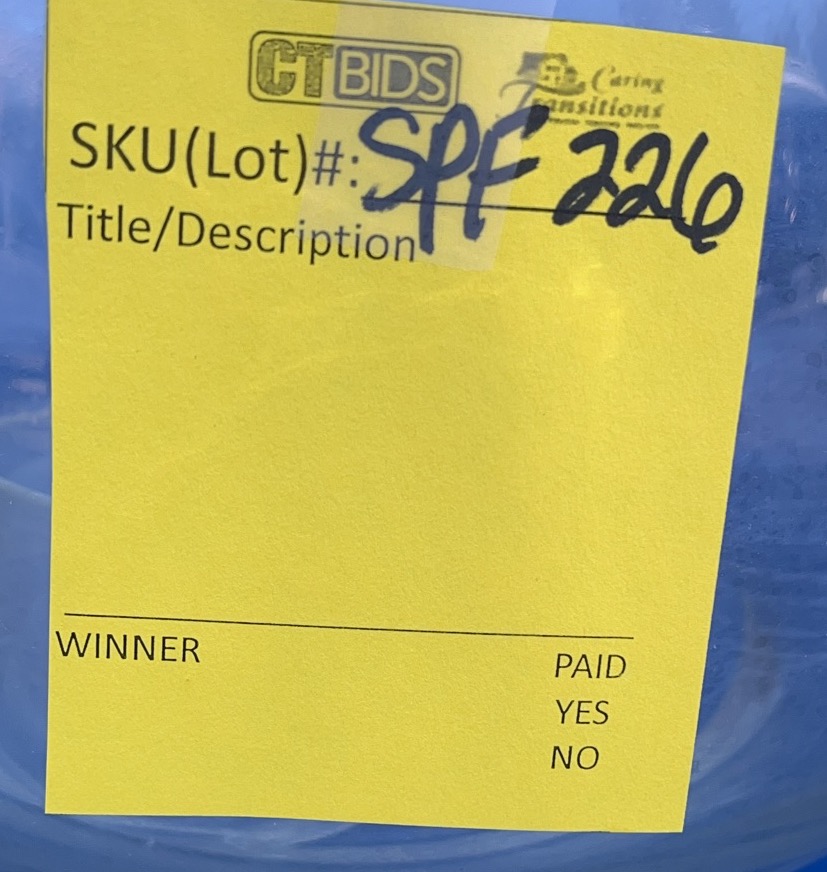 CTBIDS
Caring
Transitions
SKU(Lot)#: SPF 226
Title/Description
WINNER
PAID
YES
NO